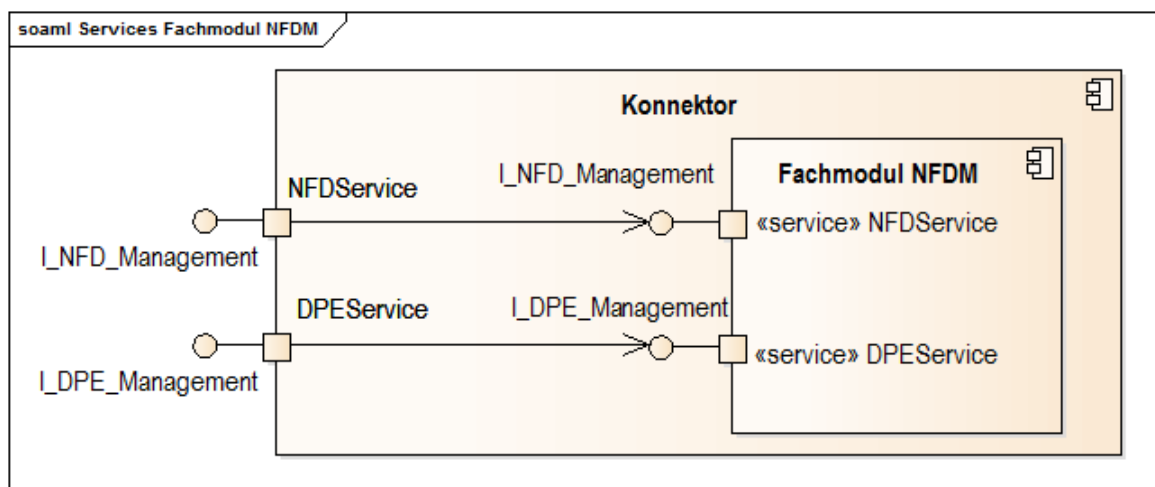 soaml Services Fachmodul NFDM
Konnektor
NFDService
I_NFD_Management
Fachmodul NFDM
«service» NFDService
I_NFD_Management
DPEService
I_DPE_Management
«service» DPEService
I_DPE_Management